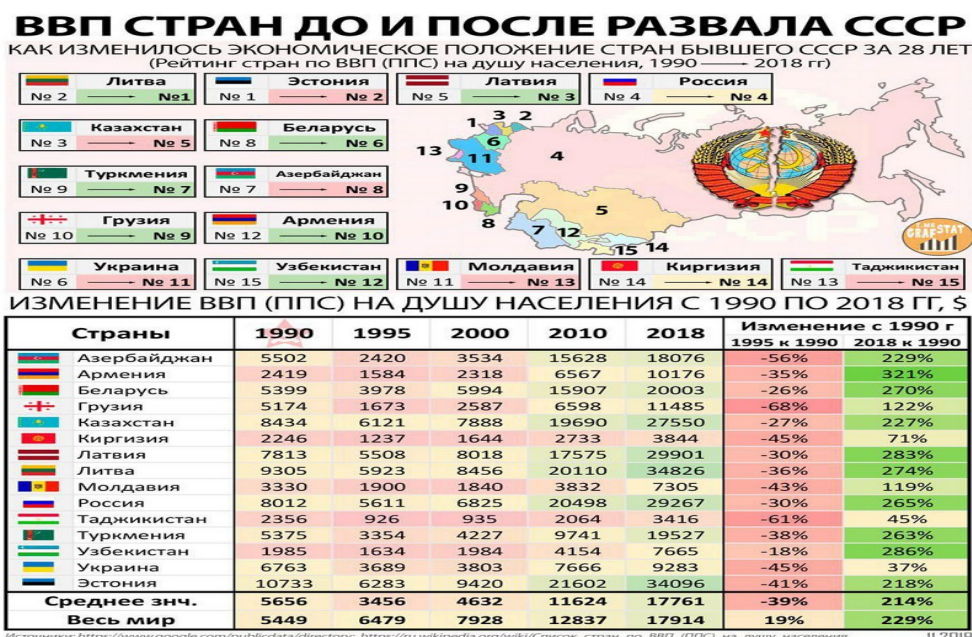 ВВП СТРАН ДО И ПОСЛЕ РАЗВАЛА СССР
КАК ИЗМЕНИЛОСЬ ЭКОНОМИЧЕСКОЕ ПОЛОЖЕНИЕ СТРАН БЫВШЕГО СССР ЗА 28 ЛЕТ
(Рейтинг стран по ВВП (ППС) на душу населения, 1990 → 2018 гг)
Литва Эстония Латвия Россия
№ 2 → №1 № 1 → № 2 № 5 → № 3 № 4 → № 4
Казахстан Беларусь
№ 3 → № 5 № 8 → № 6
Туркмения Азербайджан
№ 9 → № 7 № 7 → № 8
Грузия Армения
№ 10 → № 9 № 12 → № 10
Украина Узбекистан Молдавия Киргизия Таджикистан
№ 6 → № 11 № 15 → № 12 № 11 → № 13 № 14 → № 14 № 13 → № 15
1 3 2
6
13 11 4
9
10 5
8 7 12
15 14
GRAFSTAT
ИЗМЕНЕНИЕ ВВП (ППС) НА ДУШУ НАСЕЛЕНИЯ С 1990 ПО 2018 ГГ, $
Страны 1990 1995 2000 2010 2018 Изменение с 1990 г
1995 к 1990 2018 к 1990
Азербайджан 5502 2420 3534 15628 18076 -56% 229%
Армения 2419 1584 2318 6567 10176 -35% 321%
Беларусь 5399 3978 5994 15907 20003 -26% 270%
Грузия 5174 1673 2587 6598 11485 -68% 122%
Казахстан 8434 6121 7888 19690 27550 -27% 227%
Киргизия 2246 1237 1644 2733 3844 -45% 71%
Латвия 7813 5508 8018 17575 29901 -30% 283%
Литва 9305 5923 8456 20110 34826 -36% 274%
Молдавия 3330 1900 1840 3832 7305 -43% 119%
Россия 8012 5611 6825 20498 29267 -30% 265%
Таджикистан 2356 926 935 2064 3416 -61% 45%
Туркмения 5375 3354 4227 9741 19527 -38% 263%
Узбекистан 1985 1634 1984 4154 7665 -18% 286%
Украина 6763 3689 3803 7666 9283 -45% 37%
Эстония 10733 6283 9420 21602 34096 -41% 218%
Среднее знч. 5656 3456 4632 11624 17761 -39% 214%
Весь мир 5449 6479 7928 12837 17914 19% 229%